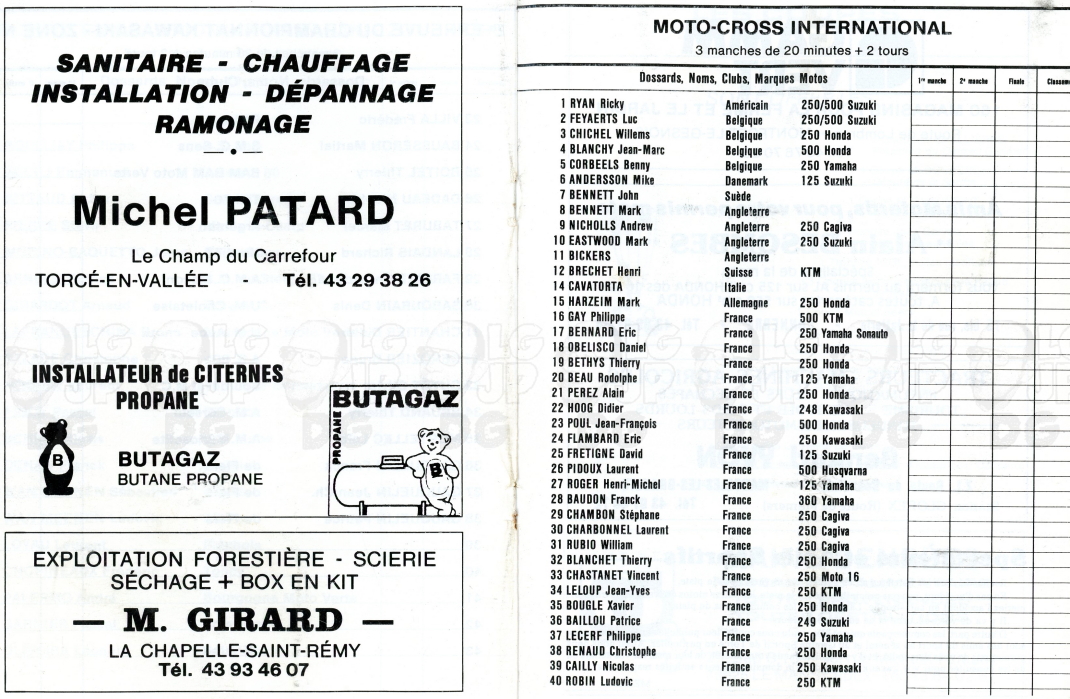 SANITAIRE - CHAUFFAGE
INSTALLATION - DÉPANNAGE
RAMONAGE
Michel PATARD
Le Champ du Carrefour
TORCÉ-EN-VALLÉE - Tél. 43 29 38 26
INSTALLATEUR de CITERNES
PROPANE
B
BUTAGAZ
BUTANE PROPANE
BUTAGAZ
PROPANE
B
EXPLOITATION FORESTIÈRE - SCIERIE
SÉCHAGE + BOX EN KIT
— M. GIRARD —
LA CHAPELLE-SAINT-RÉMY
Tél. 43 93 46 07
MOTO-CROSS INTERNATIONAL
3 manches de 20 minutes + 2 tours
Dossards, Noms, Clubs, Marques Motos 1re manche 2e manche Finale Classem
1 RYAN Ricky Américain 250/500 Suzuki
2 FEYAERTS Luc Belgique 250/500 Suzuki
3 CHICHEL Willems Belgique 250 Honda
4 BLANCHY Jean-Marc Belgique 500 Honda
5 CORBEELS Benny Belgique 250 Yamaha
6 ANDERSSON Mike Danemark 125 Suzuki
7 BENNETT John Suède
8 BENNETT Mark Angleterre
9 NICHOLLS Andrew Angleterre 250 Cagiva
10 EASTWOOD Mark Angleterre 250 Suzuki
11 BICKERS Angleterre
12 BRECHET Henri Suisse KTM
14 CAVATORTA Italie
15 HARZEIM Mark Allemagne 250 Honda
16 GAY Philippe France 500 KTM
17 BERNARD Eric France 250 Yamaha Sonauto
18 OBELISCO Daniel France 250 Honda
19 BETHYS Thierry France 250 Honda
20 BEAU Rodolphe France 125 Yamaha
21 PEREZ Alain France 250 Honda
22 HOOG Didier France 248 Kawasaki
23 POUL Jean-François France 500 Honda
24 FLAMBARD Eric France 250 Kawasaki
25 FRETIGNE David France 125 Suzuki
26 PIDOUX Laurent France 500 Husqvarna
27 ROGER Henri-Michel France 125 Yamaha
28 BAUDON Franck France 360 Yamaha
29 CHAMBON Stéphane France 250 Cagiva
30 CHARBONNEL Laurent France 250 Cagiva
31 RUBIO William France 250 Cagiva
32 BLANCHET Thierry France 250 Honda
33 CHASTANET Vincent France 250 Moto 16
34 LELOUP Jean-Yves France 250 KTM
35 BOUGLE Xavier France 250 Honda
36 BAILLOU Patrice France 249 Suzuki
37 LECERF Philippe France 250 Yamaha
38 RENAUD Christophe France 250 Honda
39 CAILLY Nicolas France 250 Kawasaki
40 ROBIN Ludovic France 250 KTM